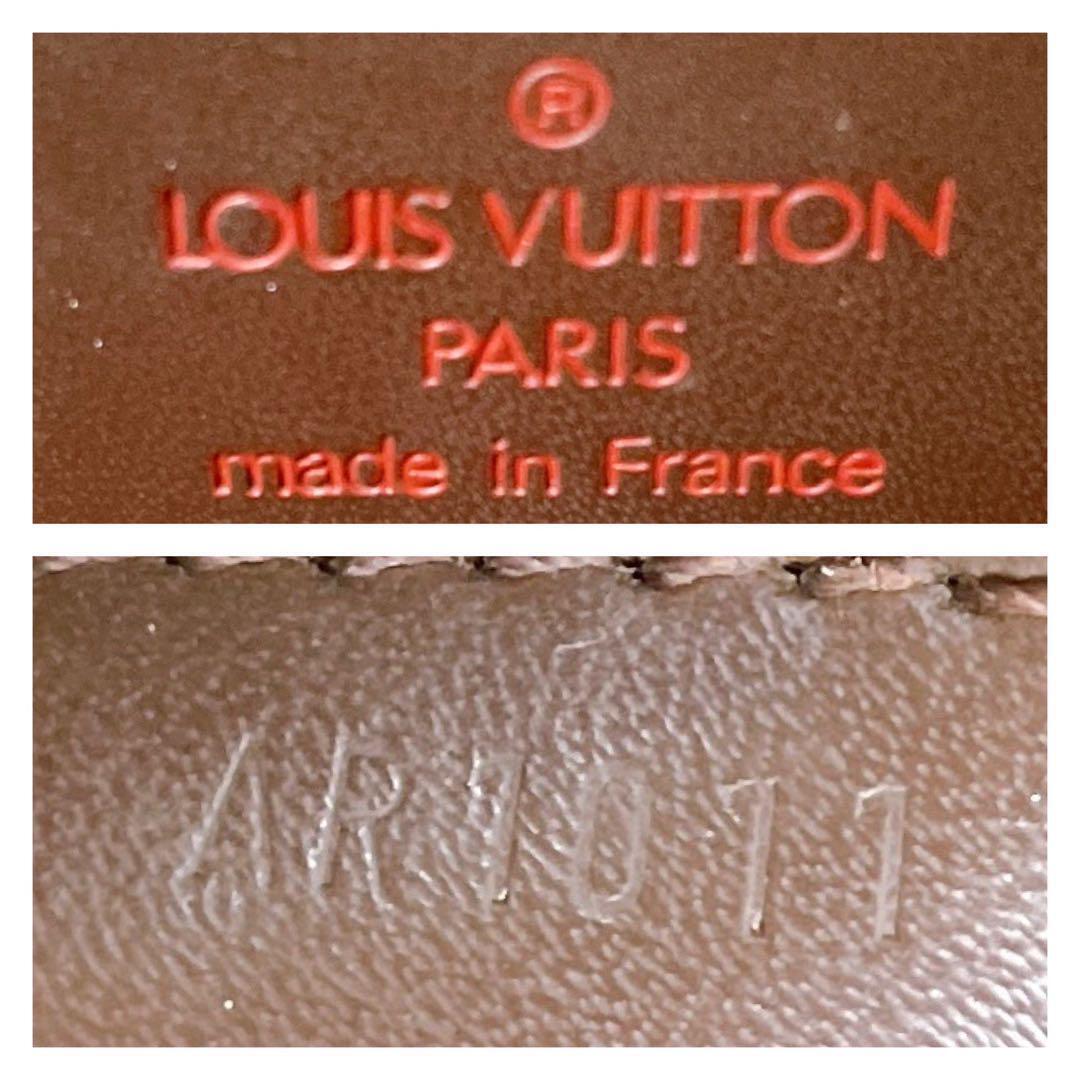 ®
LOUIS VUITTON
PARIS
made in France
AR1011